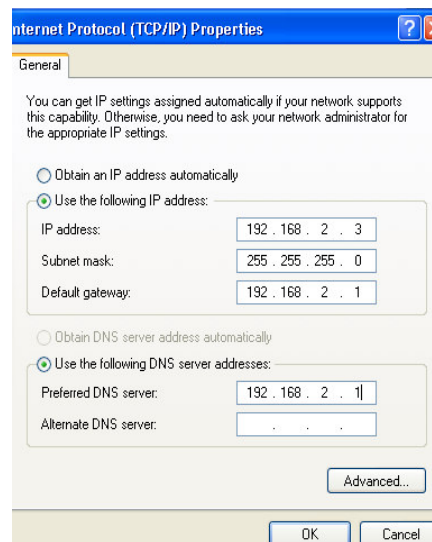 nternet Protocol (TCP/IP) Properties
?
General
You can get IP settings assigned automatically if your network supports
this capability. Otherwise, you need to ask your network administrator for
the appropriate IP settings.
Obtain an IP address automatically
Use the following IP address:
IP address: 192 . 168 . 2 . 3
Subnet mask: 255 . 255 . 255 . 0
Default gateway: 192 . 168 . 2 . 1
Obtain DNS server address automatically
Use the following DNS server addresses:
Preferred DNS server: 192 . 168 . 2 . 1
Alternate DNS server: . . .
Advanced...
OK Cancel